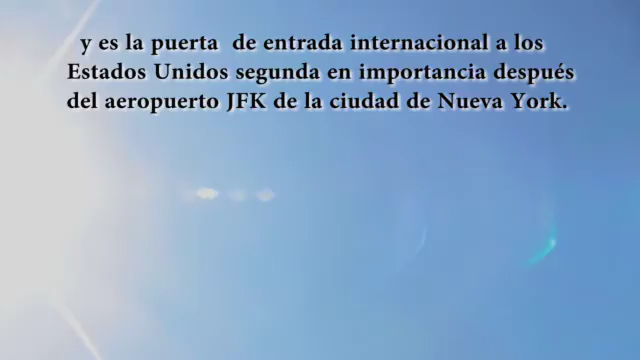 y es la puerta  de entrada internacional a los
Estados Unidos segunda en importancia después
del aeropuerto JFK de la ciudad de Nueva York.